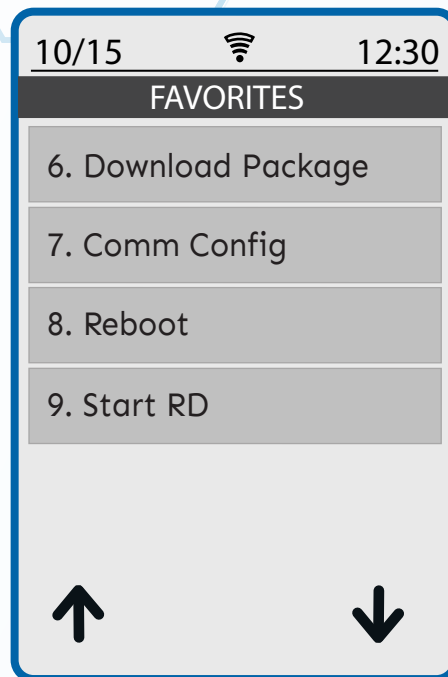 10/15 12:30
FAVORITES
6. Download Package
7. Comm Config
8. Reboot
9. Start RD